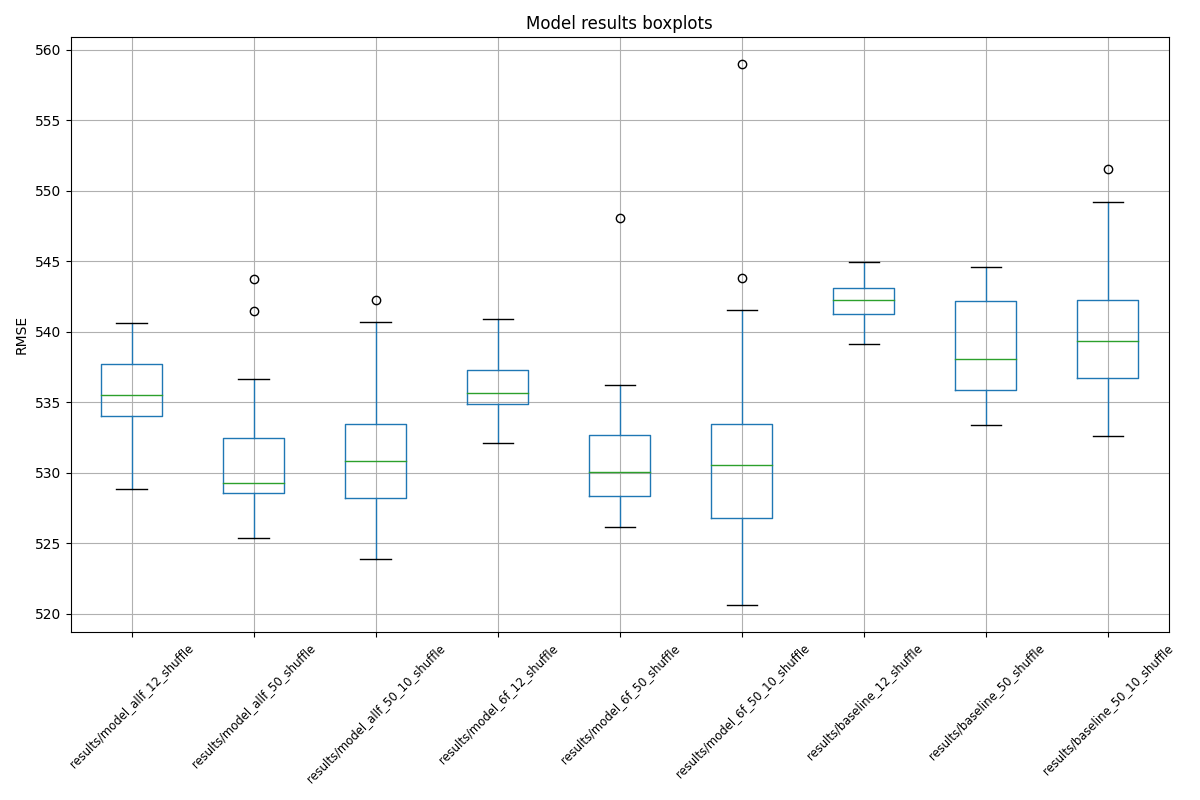 Model results boxplots
560
555
550
545
540
535
530
525
520
RMSE
results/model_allf_12_shuffle
results/model_allf_50_shuffle
results/model_allf_50_10_shuffle
results/model_6f_12_shuffle
results/model_6f_50_shuffle
results/model_6f_50_10_shuffle
results/baseline_12_shuffle
results/baseline_50_shuffle
results/baseline_50_10_shuffle